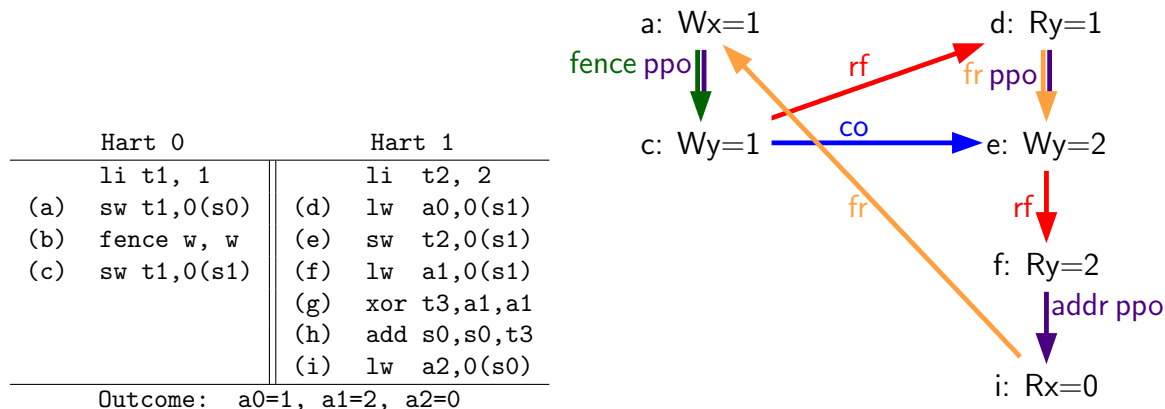 Hart 0 Hart 1
li t1, 1 li t2, 2
(a) sw t1,0(s0) (d) lw a0,0(s1)
(b) fence w, w (e) sw t2,0(s1)
(c) sw t1,0(s1) (f) lw a1,0(s1)
(g) xor t3,a1,a1
(h) add s0,s0,t3
(i) lw a2,0(s0)
Outcome: a0=1, a1=2, a2=0
a: Wx=1 d: Ry=1
fence ppo rf fr ppo
co
c: Wy=1 e: Wy=2
fr rf
f: Ry=2
addr ppo
i: Rx=0